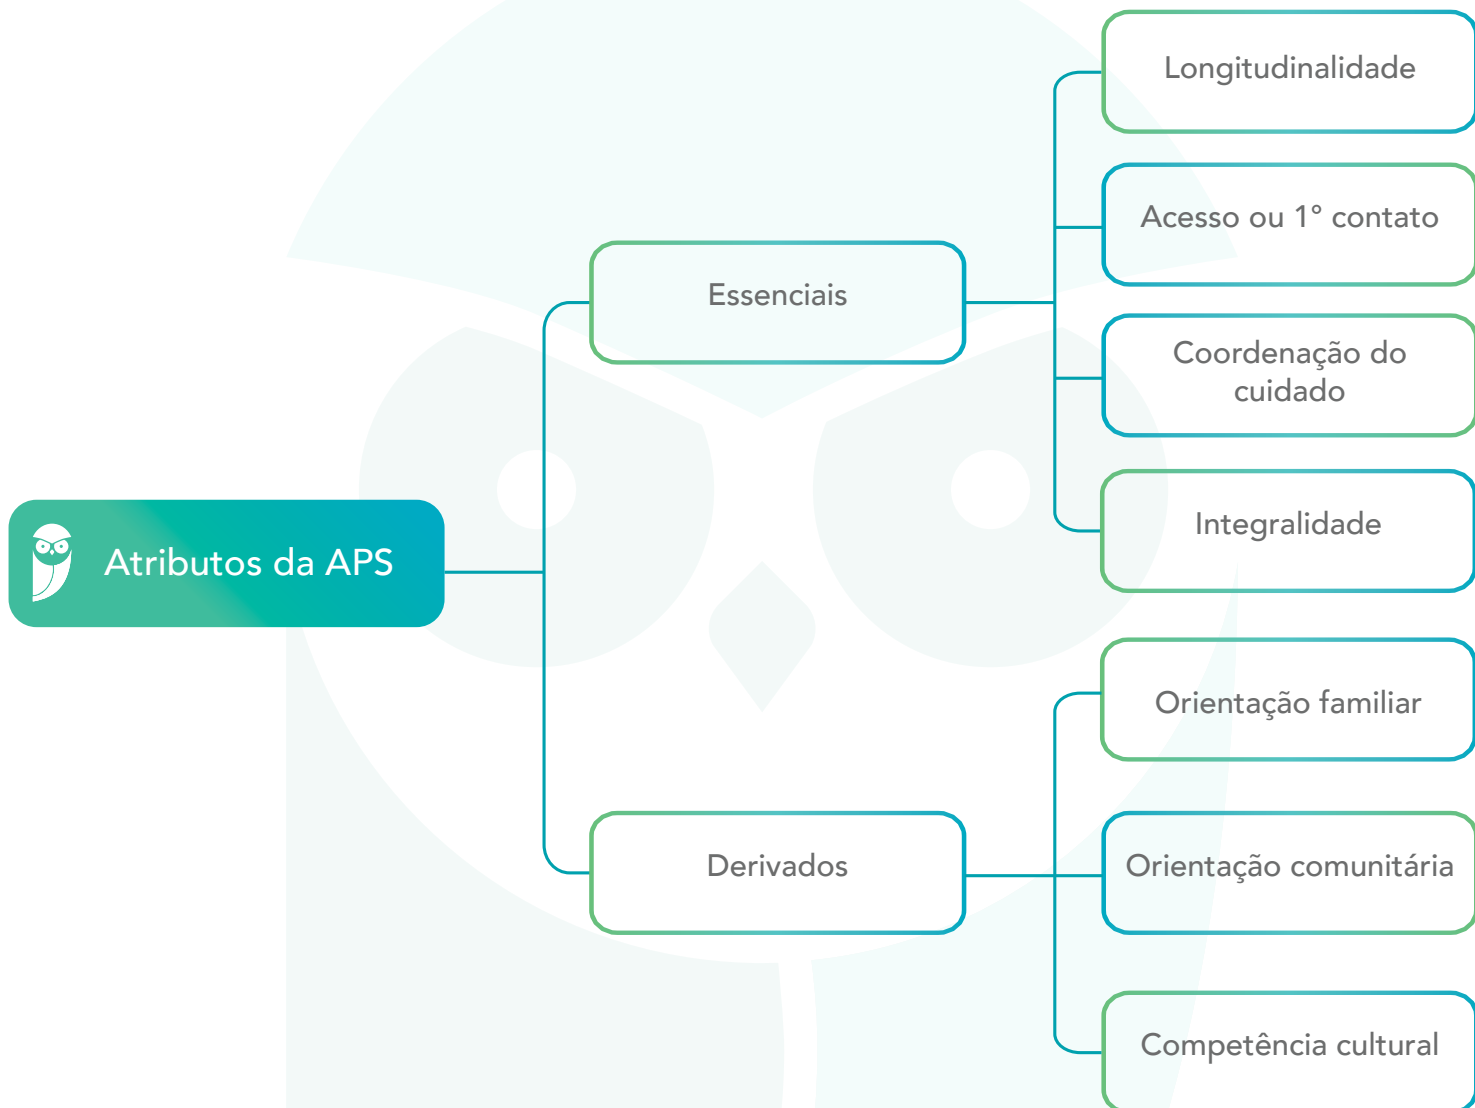 Atributos da APS
Essenciais
Longitudinalidade
Acesso ou 1° contato
Coordenação do
cuidado
Integralidade
Derivados
Orientação familiar
Orientação comunitária
Competência cultural